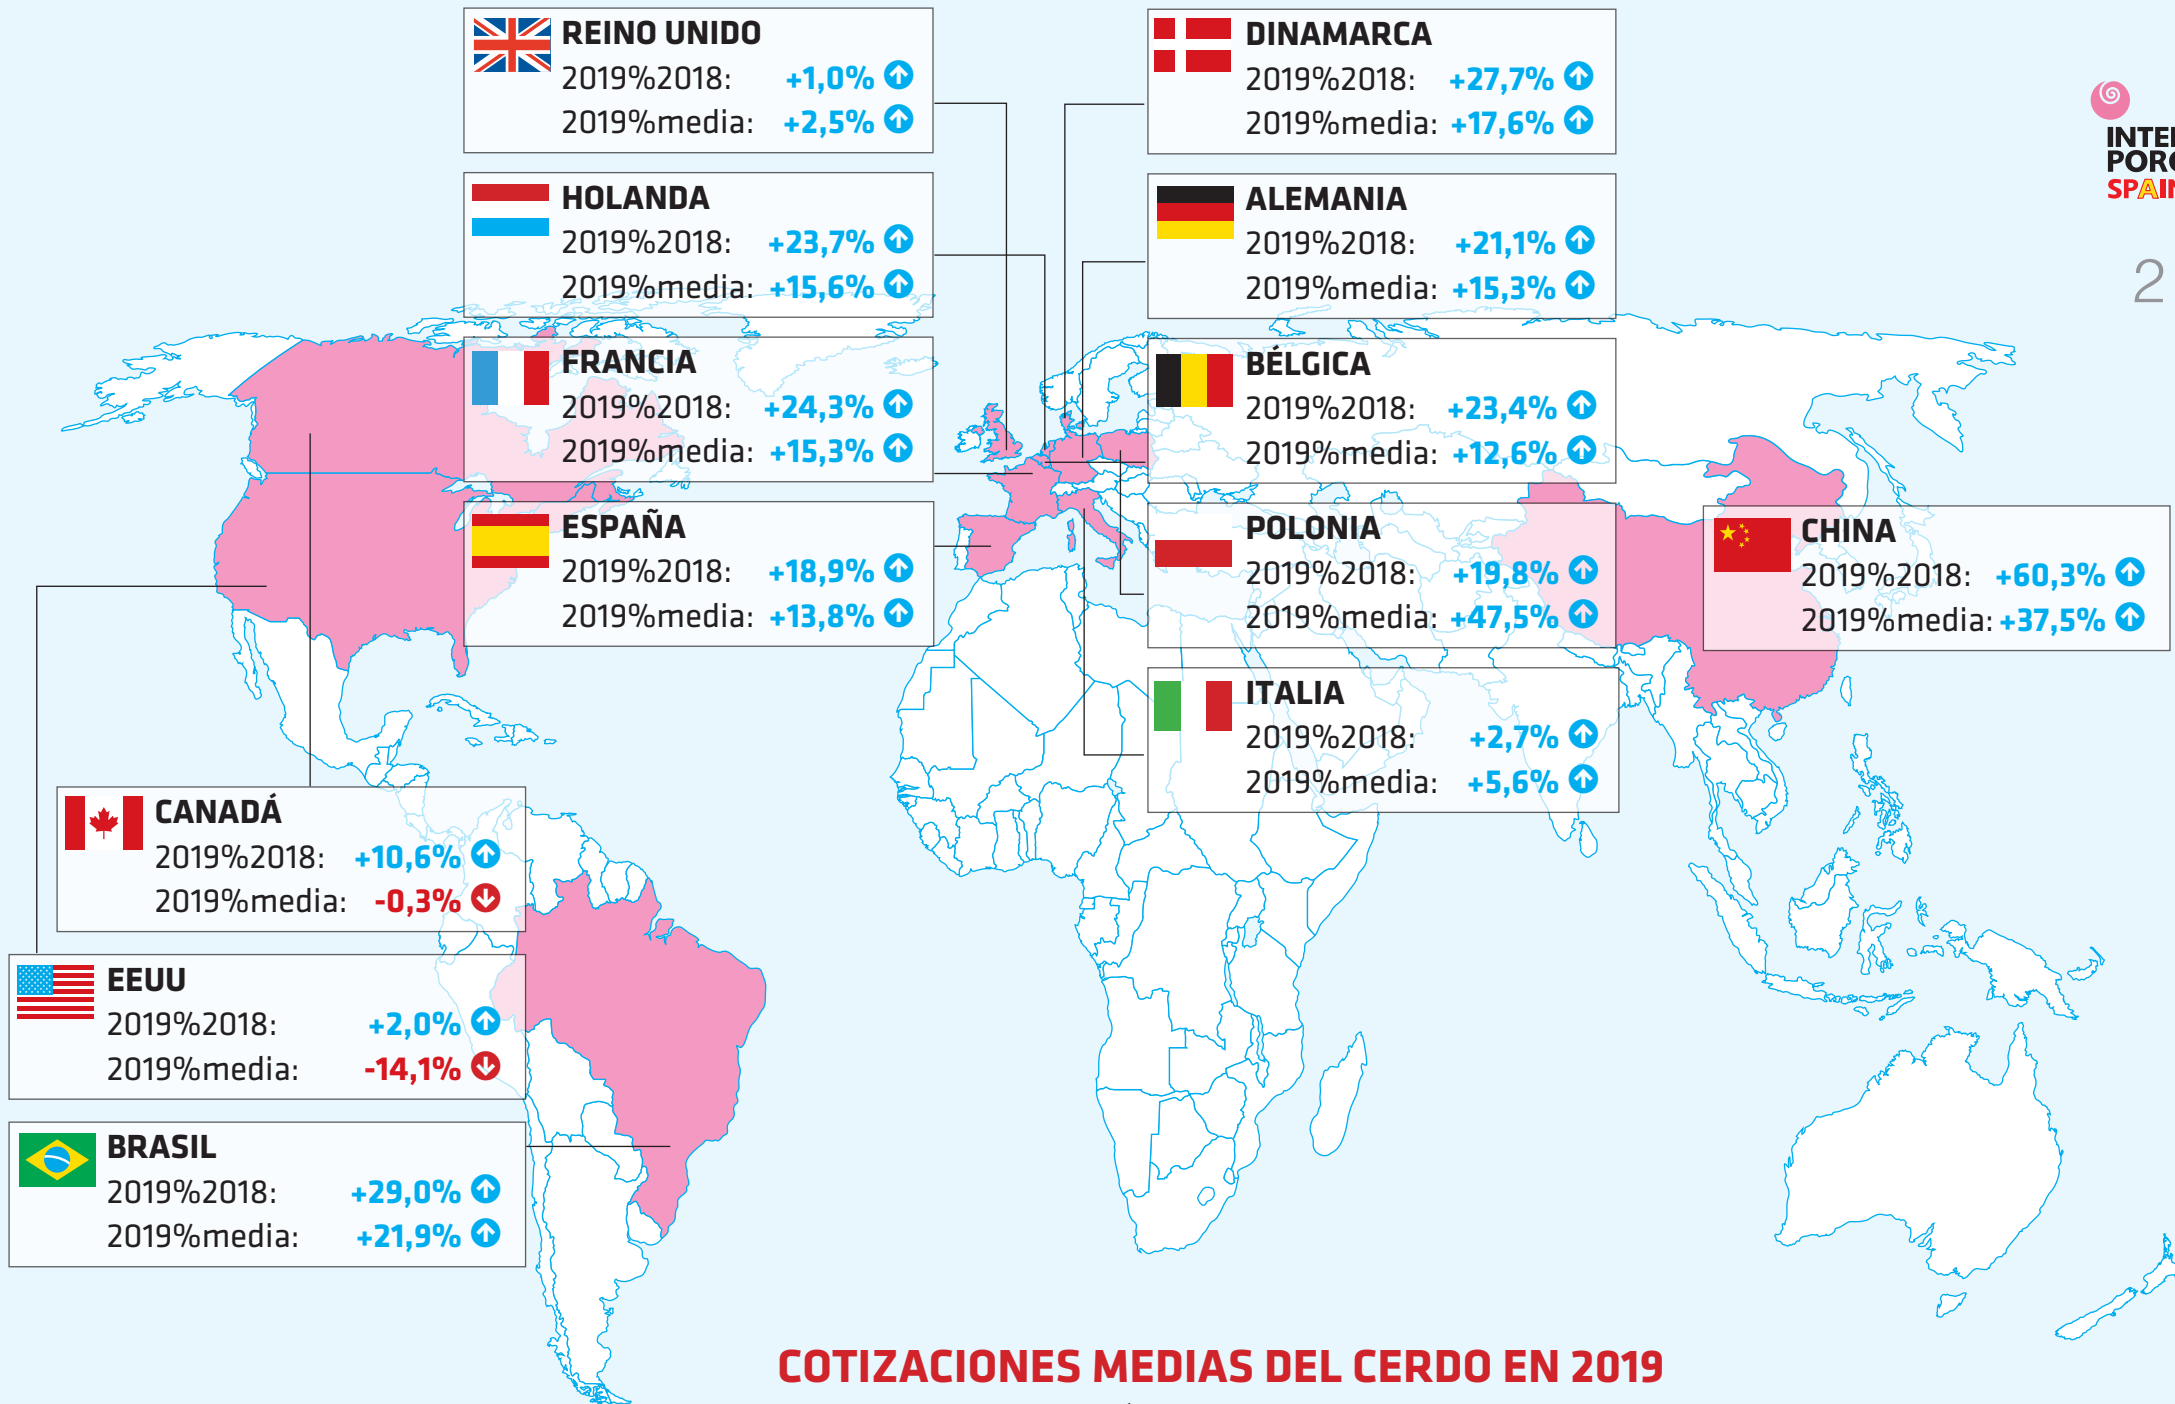 REINO UNIDO
2019%2018: +1,0%
2019%media: +2,5%
DINAMARCA
2019%2018: +27,7%
2019%media: +17,6%
HOLANDA
2019%2018: +23,7%
2019%media: +15,6%
ALEMANIA
2019%2018: +21,1%
2019%media: +15,3%
SPAIN
2
FRANCIA
2019%2018: +24,3%
2019%media: +15,3%
BÉLGICA
2019%2018: +23,4%
2019%media: +12,6%
ESPAÑA
2019%2018: +18,9%
2019%media: +13,8%
POLONIA
2019%2018: +19,8%
2019%media: +47,5%
CHINA
2019%2018: +60,3%
2019%media: +37,5%
ITALIA
2019%2018: +2,7%
2019%media: +5,6%
CANADÁ
2019%2018: +10,6%
2019%media: -0,3%
EEUU
2019%2018: +2,0%
2019%media: -14,1%
BRASIL
2019%2018: +29,0%
2019%media: +21,9%
COTIZACIONES MEDIAS DEL CERDO EN 2019